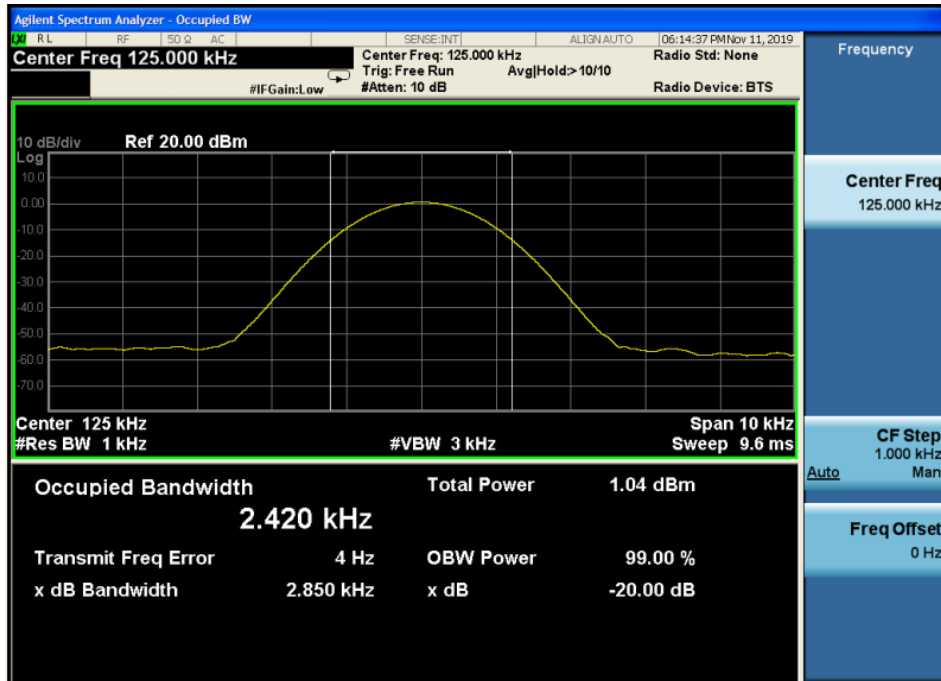 Agilent Spectrum Analyzer - Occupied BW
LXI RL RF 50 Ω AC SENSE:INT ALIGN AUTO 06:14:37 PM Nov 11, 2019
Center Freq 125.000 kHz
Center Freq: 125.000 kHz Radio Std: None
Trig: Free Run Avg|Hold:> 10/10
#IFGain:Low #Atten: 10 dB Radio Device: BTS
10 dB/div Ref 20.00 dBm
Log
10.0
0.00
-10.0
-20.0
-30.0
-40.0
-50.0
-60.0
-70.0
Center 125 kHz Span 10 kHz
#Res BW 1 kHz #VBW 3 kHz Sweep 9.6 ms
Occupied Bandwidth Total Power 1.04 dBm
2.420 kHz
Transmit Freq Error 4 Hz OBW Power 99.00 %
x dB Bandwidth 2.850 kHz x dB -20.00 dB
Frequency
Center Freq
125.000 kHz
CF Step
1.000 kHz
Auto Man
Freq Offset
0 Hz